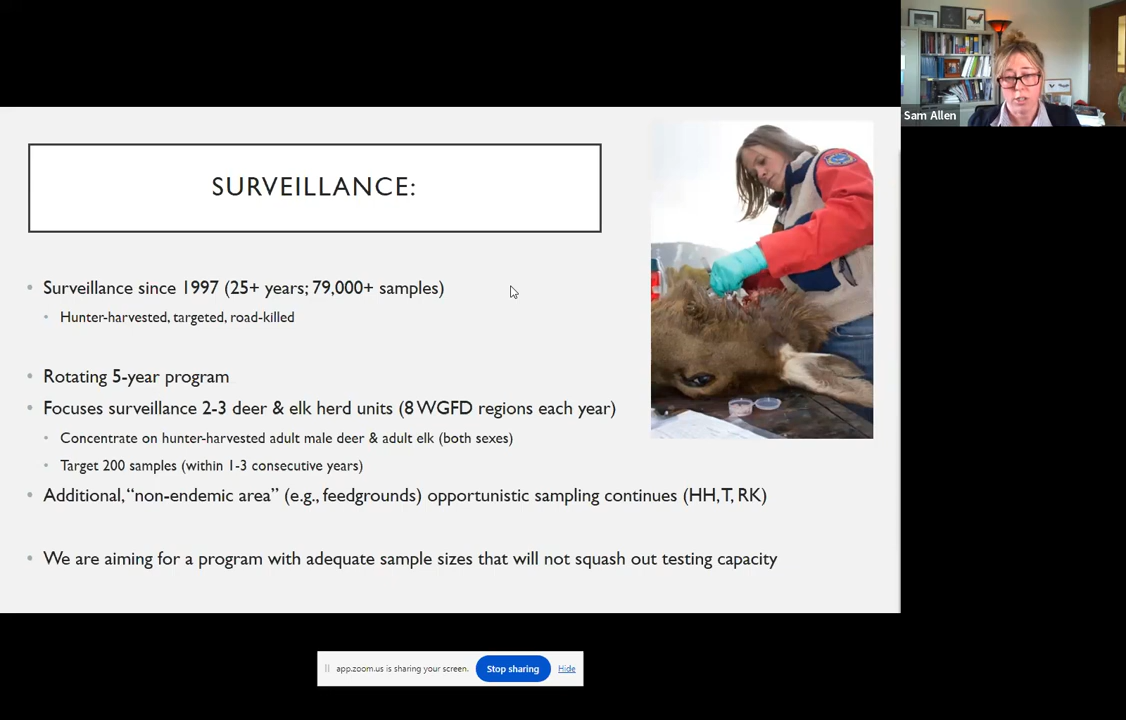 Sam Allen
SURVEILLANCE:
• Surveillance since 1997 (25+ years; 79,000+ samples)
• Hunter-harvested, targeted, road-killed
• Rotating 5-year program
• Focuses surveillance 2-3 deer & elk herd units (8 WGFD regions each year)
• Concentrate on hunter-harvested adult male deer & adult elk (both sexes)
• Target 200 samples (within 1-3 consecutive years)
• Additional, “non-endemic area” (e.g., feedgrounds) opportunistic sampling continues (HH, T, RK)
• We are aiming for a program with adequate sample sizes that will not squash out testing capacity
app.zoom.us is sharing your screen. Stop sharing Hide